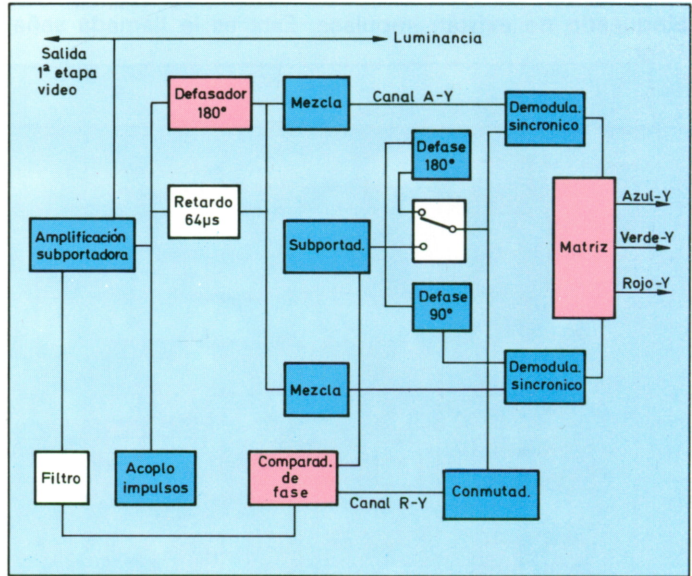 Salida
1ª etapa
video
Luminancia
Defasador
180°
Mezcla
Canal A-Y
Demodula.
sincronico
Defase
180°
Retardo
64µs
Amplificación
subportadora
Subportad.
Matriz
Azul-Y
Verde-Y
Rojo-Y
Defase
90°
Mezcla
Demodula.
sincronico
Filtro
Acoplo
impulsos
Comparad.
de
fase
Canal R-Y
Conmutad.